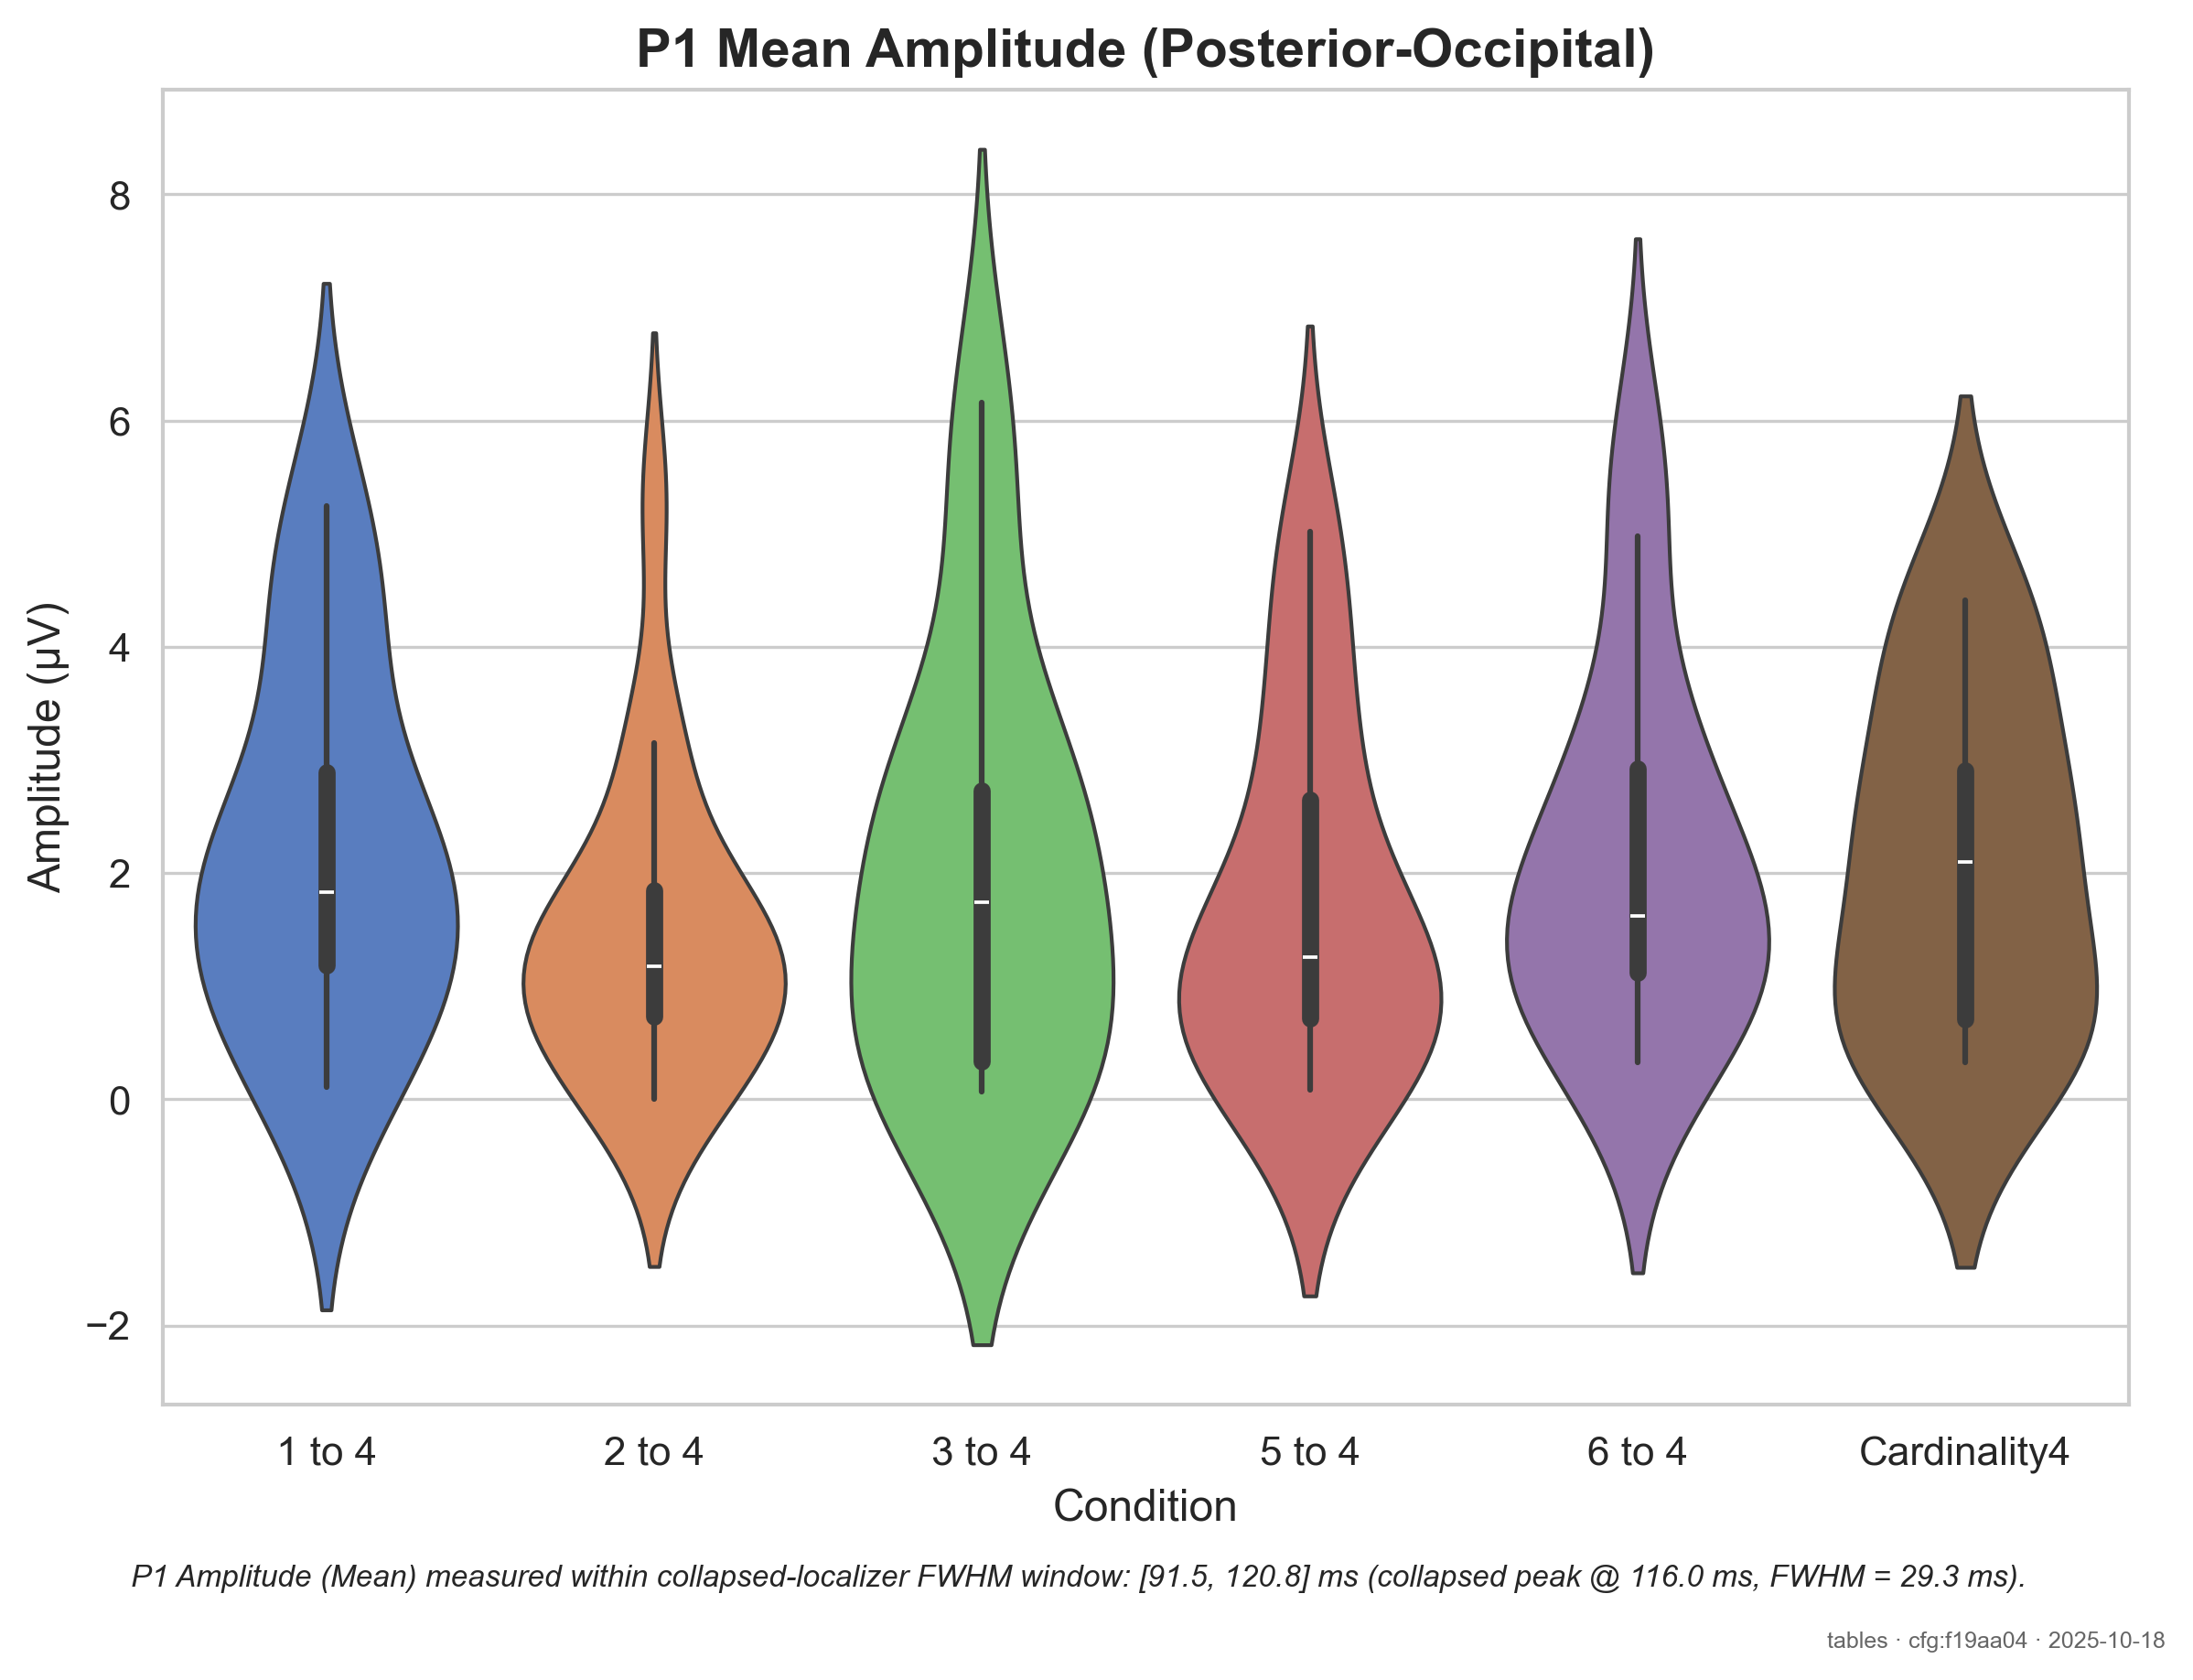 P1 Mean Amplitude (Posterior-Occipital)
8
6
4
2
0
−2
Amplitude (µV)
1 to 4
2 to 4
3 to 4
5 to 4
6 to 4
Cardinality4
Condition
P1 Amplitude (Mean) measured within collapsed-localizer FWHM window: [91.5, 120.8] ms (collapsed peak @ 116.0 ms, FWHM = 29.3 ms).
tables · cfg:f19aa04 · 2025-10-18